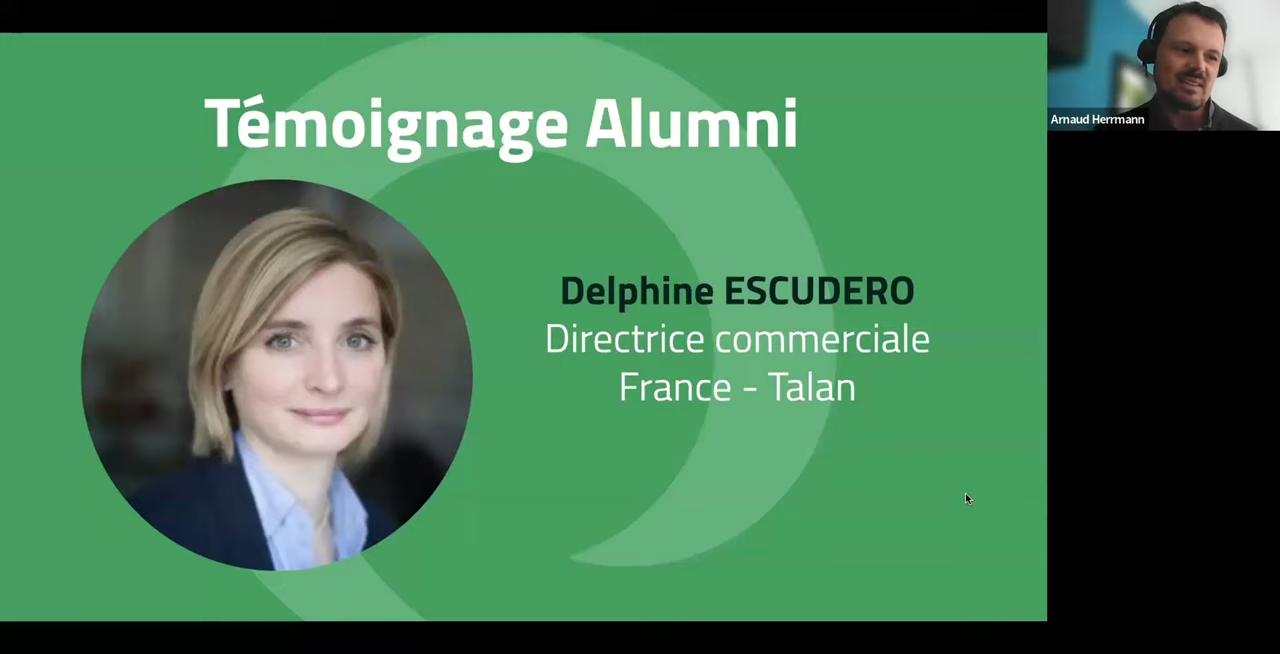 Témoignage Alumni
Delphine ESCUDERO
Directrice commerciale
France - Talan
Arnaud Herrmann